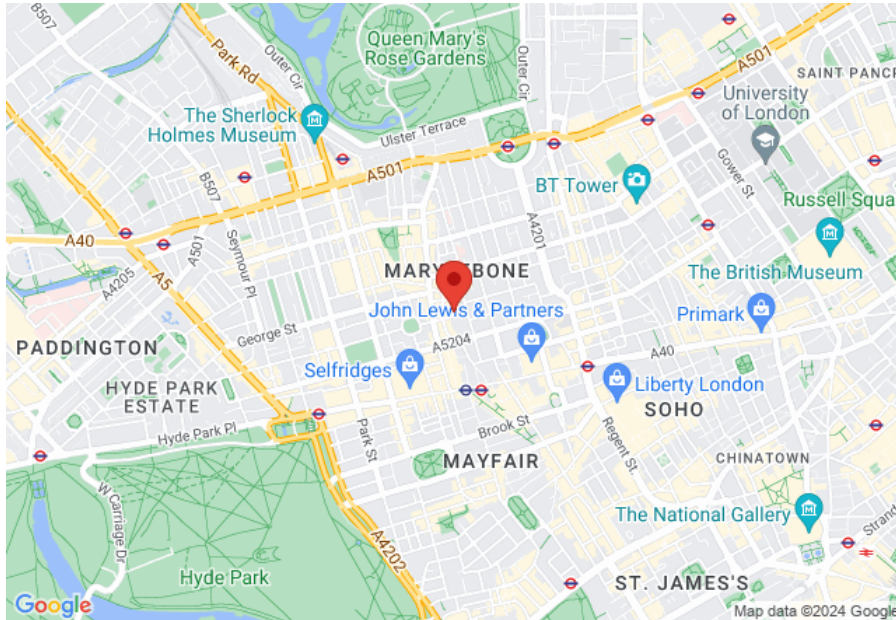 B507
Park Rd
Outer Cir
Queen Mary's
Rose Gardens
Outer Cir
A501
SAINT PANCR
University
of London
The Sherlock
Holmes Museum
Ulster Terrace
B507
A501
BT Tower
Gower St
Russell Squa
A40
A501
A4205
A5
Seymour Pl
A4201
The British Museum
George St
John Lewis & Partners
Primark
PADDINGTON
A5204
A40
Selfridges
HYDE PARK
ESTATE
Liberty London
SOHO
Hyde Park Pl
Park St
Brook St
Regent St.
MAYFAIR
CHINATOWN
W Carriage Dr
The National Gallery
Strand
A4202
Hyde Park
ST. JAMES'S
Google
Map data ©2024 Google